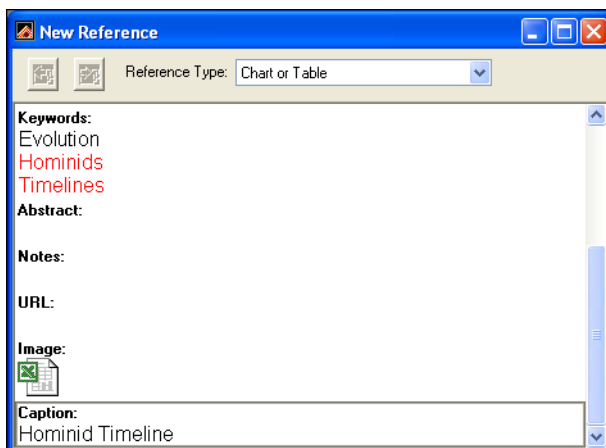 New Reference
Reference Type: Chart or Table
Keywords:
Evolution
Hominids
Timelines
Abstract:
Notes:
URL:
Image:
Caption:
Hominid Timeline